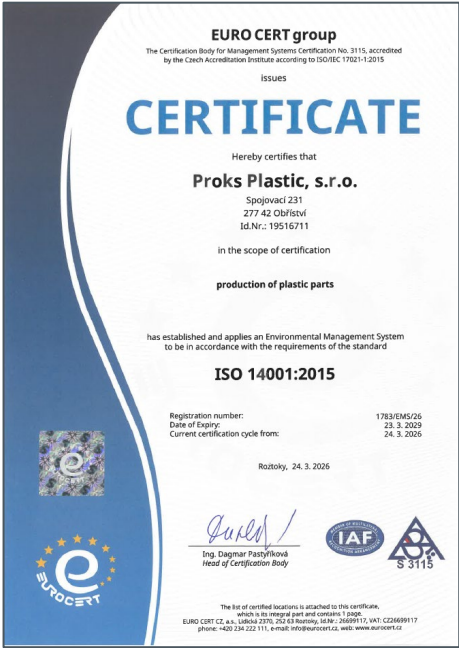 EURO CERT group
The Certification Body for Management Systems Certification No. 3115, accredited
by the Czech Accreditation Institute according to ISO/IEC 17021-1:2015
issues
CERTIFICATE
Hereby certifies that
Proks Plastic, s.r.o.
Spojovací 231
277 42 Obříství
Id.Nr.: 19516711
in the scope of certification
production of plastic parts
has established and applies an Environmental Management System
to be in accordance with the requirements of the standard
ISO 14001:2015
Registration number: 1783/EMS/26
Date of Expiry: 23. 3. 2029
Current certification cycle from: 24. 3. 2026
Roztoky, 24. 3. 2026
Ing. Dagmar Pastyříková
Head of Certification Body
IAF
S 3115
e
EUROCERT
The list of certified locations is attached to this certificate,
which is its integral part and contains 1 page.
EURO CERT CZ, a.s., Lidická 2370, 252 63 Roztoky, Id.Nr.: 26699117, VAT: CZ26699117
phone: +420 234 222 111, e-mail: info@eurocert.cz, web: www.eurocert.cz